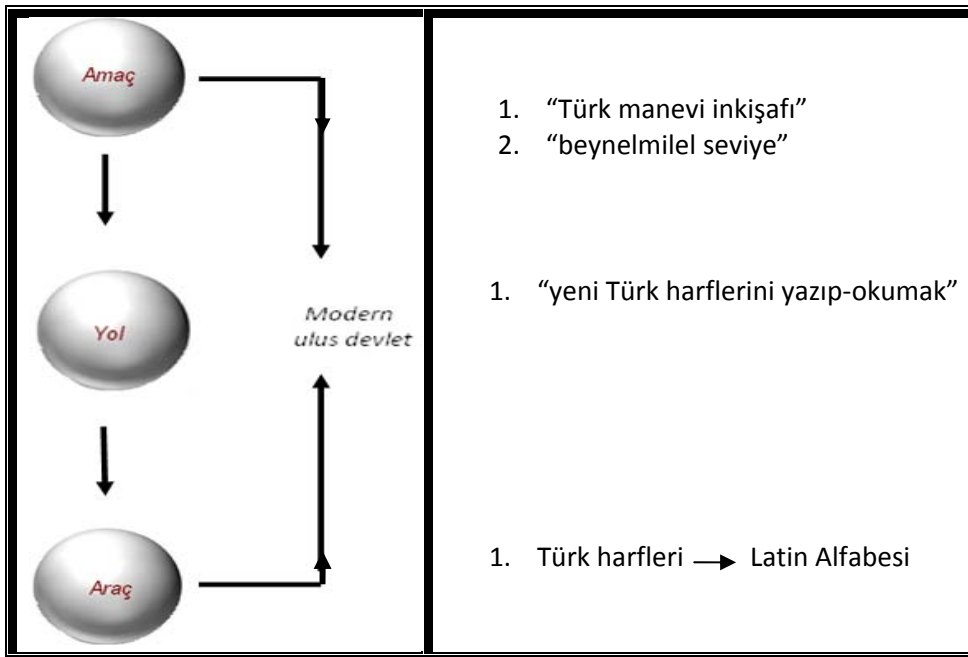 Amaç
1. “Türk manevi inkişafı”
2. “beynelmilel seviye”
Yol
Modern
ulus devlet
1. “yeni Türk harflerini yazıp-okumak”
Araç
1. Türk harfleri → Latin Alfabesi